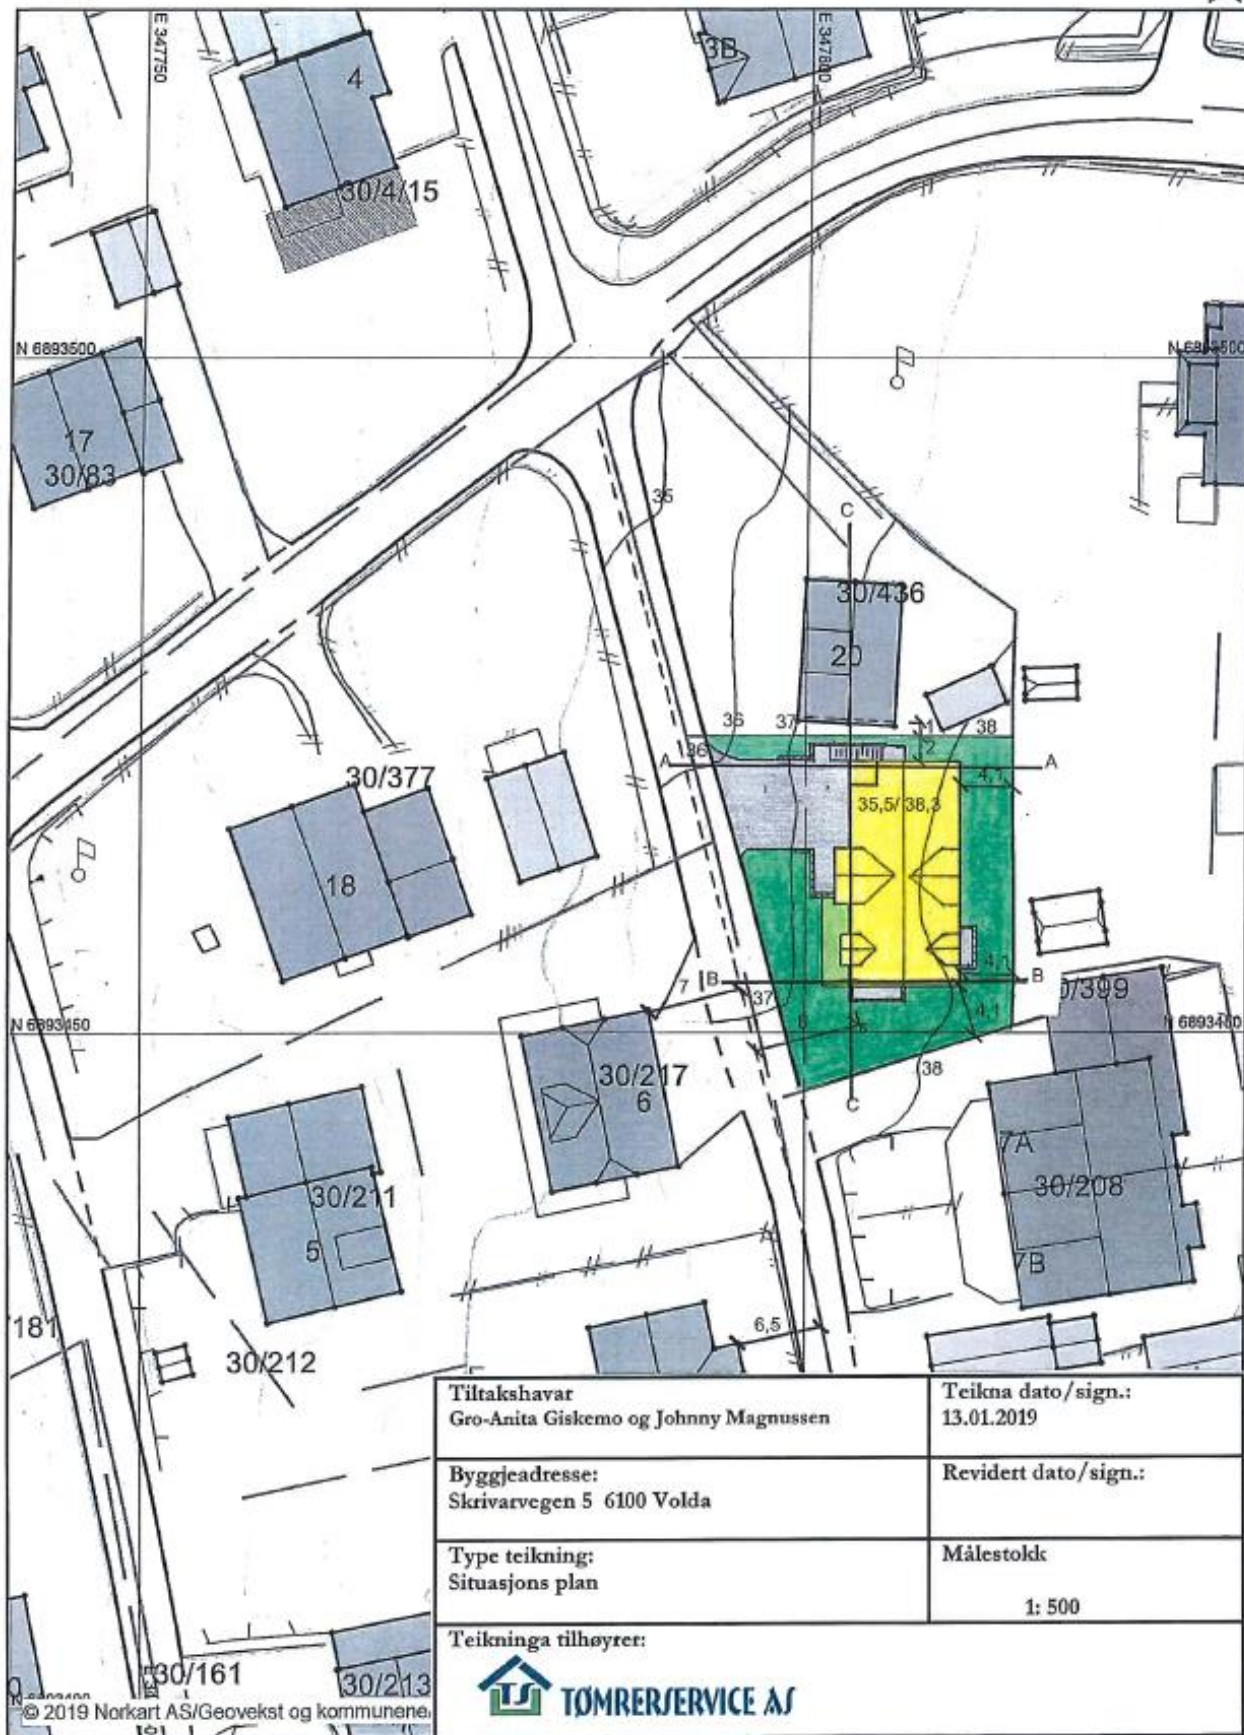 E 347750
E 347800
3B
4
30/4/15
N 6893500
N 6893500
17
30/83
35
C
30/436
20
36
37
1
38
36
2
A
A
4,1
30/377
35,5/ 38,3
18
4,1
7
B
B
37
30/399
4,1
N 6893450
N 6893450
6
30/217
38
6
C
7A
30/211
30/208
5
7B
181
6,5
30/212
Tiltakshavar
Gro-Anita Giskemo og Johnny Magnussen
Teikna dato/sign.:
13.01.2019
Byggjeadresse:
Skrivarvegen 5 6100 Volda
Revidert dato/sign.:
Type teikning:
Situasjons plan
Målestokk
1: 500
Teikninga tilhøyrer:
TS TØMRERSERVICE AS
30/161
30/213
N 6893400
© 2019 Norkart AS/Geovekst og kommunene